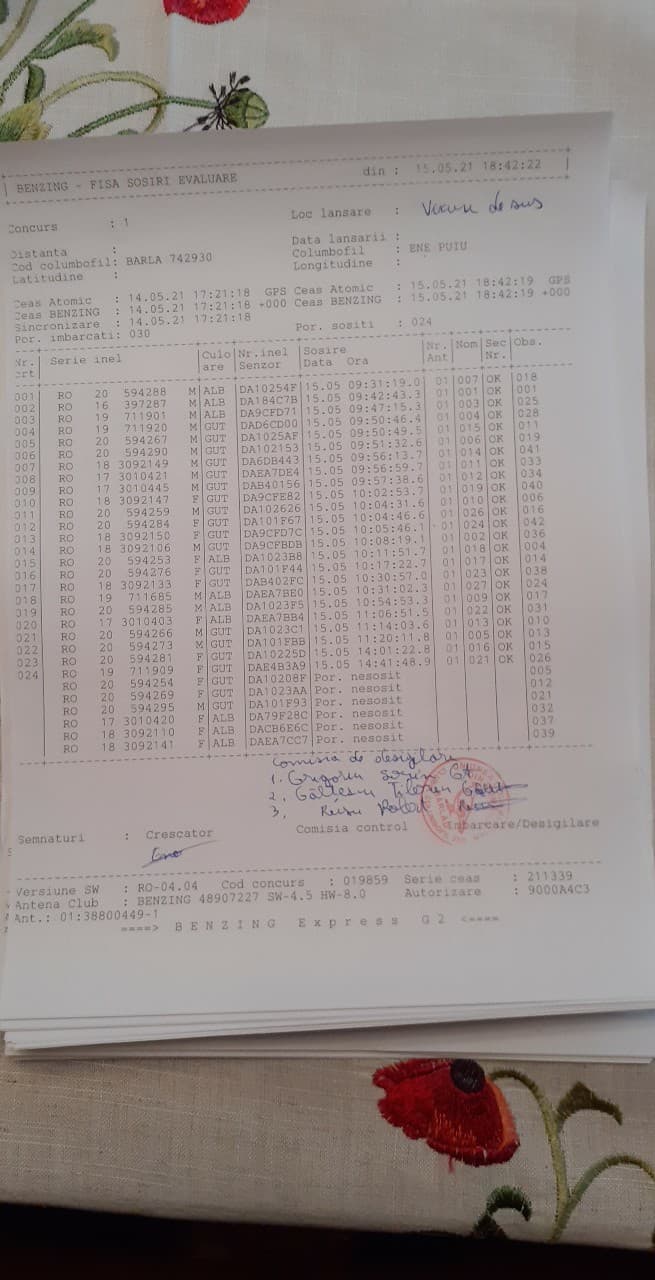 BENZING - FISA SOSIRI EVALUARE din : 15.05.21 18:42:22
Concurs : 1 Loc lansare :
Distanta : Data lansarii :
Cod columbofil: BARLA 742930 Columbofil : ENE PUIU
Latitudine : Longitudine :
Ceas Atomic : 14.05.21 17:21:18 GPS Ceas Atomic : 15.05.21 18:42:19 GPS
Ceas BENZING : 14.05.21 17:21:18 +000 Ceas BENZING : 15.05.21 18:42:19 +000
Sincronizare : 14.05.21 17:21:18
Por. imbarcati: 030 Por. sositi : 024
Nr. Serie inel Culo Nr.inel Sosire Nr. Nom Sec Obs.
crt are Senzor Data Ora Ant Nr.
001 RO 20 594288 M ALB DA10254F 15.05 09:31:19.0 01 007 OK 018
002 RO 16 397287 M ALB DA184C7B 15.05 09:42:43.3 01 001 OK 001
003 RO 19 711901 M ALB DA9CFD71 15.05 09:47:15.3 01 003 OK 025
004 RO 19 711920 M GUT DAD6CD00 15.05 09:50:46.4 01 004 OK 028
005 RO 20 594267 M GUT DA1025AF 15.05 09:50:49.5 01 015 OK 011
006 RO 20 594290 M GUT DA102153 15.05 09:51:32.6 01 006 OK 019
007 RO 18 3092149 M GUT DA6DB443 15.05 09:56:13.7 01 014 OK 041
008 RO 17 3010421 M GUT DAEA7DE4 15.05 09:56:59.7 01 011 OK 033
009 RO 17 3010445 M GUT DAB40156 15.05 09:57:38.6 01 012 OK 034
010 RO 18 3092147 F GUT DA9CFE82 15.05 10:02:53.7 01 019 OK 040
011 RO 20 594259 M GUT DA102626 15.05 10:04:31.6 01 010 OK 006
012 RO 20 594284 F GUT DA101F67 15.05 10:04:46.6 01 026 OK 016
013 RO 18 3092150 F GUT DA9CFD7C 15.05 10:05:46.1 01 024 OK 042
014 RO 18 3092106 M GUT DA9CFBDB 15.05 10:08:19.1 01 002 OK 036
015 RO 20 594253 F ALB DA1023B8 15.05 10:11:51.7 01 018 OK 004
016 RO 20 594276 F GUT DA101F44 15.05 10:17:22.7 01 017 OK 014
017 RO 18 3092133 F GUT DAB402FC 15.05 10:30:57.0 01 023 OK 038
018 RO 19 711685 M ALB DAEA7BE0 15.05 10:31:02.3 01 027 OK 024
019 RO 20 594285 M ALB DA1023F5 15.05 10:54:53.3 01 009 OK 017
020 RO 17 3010403 F ALB DAEA7BB4 15.05 11:06:51.5 01 022 OK 031
021 RO 20 594266 M GUT DA1023C1 15.05 11:14:03.6 01 013 OK 010
022 RO 20 594273 M GUT DA101FBB 15.05 11:20:11.8 01 005 OK 013
023 RO 20 594281 F GUT DA10225D 15.05 14:01:22.8 01 016 OK 015
024 RO 19 711909 F GUT DAE4B3A9 15.05 14:41:48.9 01 021 OK 026
RO 20 594254 F GUT DA10208F Por. nesosit 005
RO 20 594269 F GUT DA1023AA Por. nesosit 012
RO 20 594295 M GUT DA101F93 Por. nesosit 021
RO 17 3010420 F ALB DA79F28C Por. nesosit 032
RO 18 3092110 F ALB DACB6E6C Por. nesosit 037
RO 18 3092141 F ALB DAEA7CC7 Por. nesosit 039
Comisia de desigilare
1. Grigoriu Sorin
2.
3. Robert
Semnaturi : Crescator Comisia control Imbarcare/Desigilare
Versiune SW : RO-04.04 Cod concurs : 019859 Serie ceas : 211339
Antena Club : BENZING 48907227 SW-4.5 HW-8.0 Autorizare : 9000A4C3
Ant.: 01:38800449-1
====> B E N Z I N G E x p r e s s G 2 <====